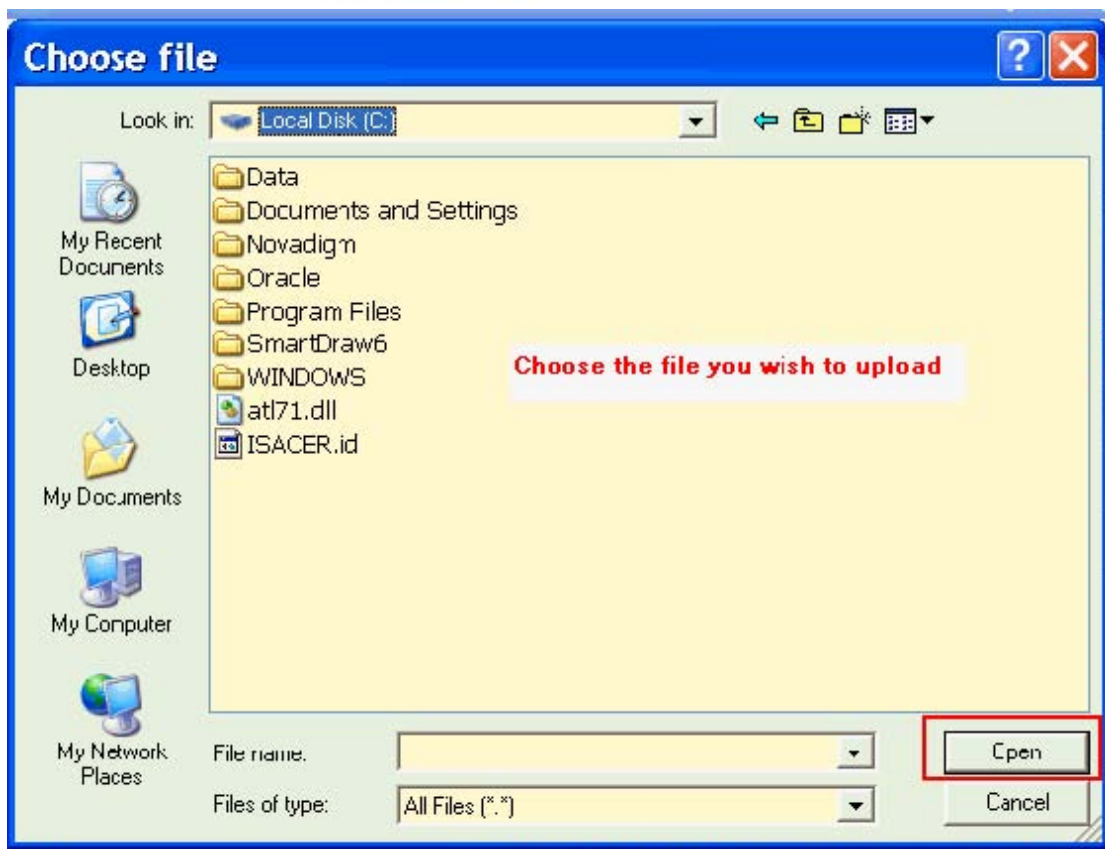 Choose file
Look in:
Local Disk (C:)
Data
Documents and Settings
Novadigm
Oracle
Program Files
SmartDraw6
WINDOWS
atl71.dll
ISACER.id
Choose the file you wish to upload
My Recent
Documents
Desktop
My Documents
My Computer
My Network
Places
File name:
Open
Files of type:
All Files (*.*)
Cancel